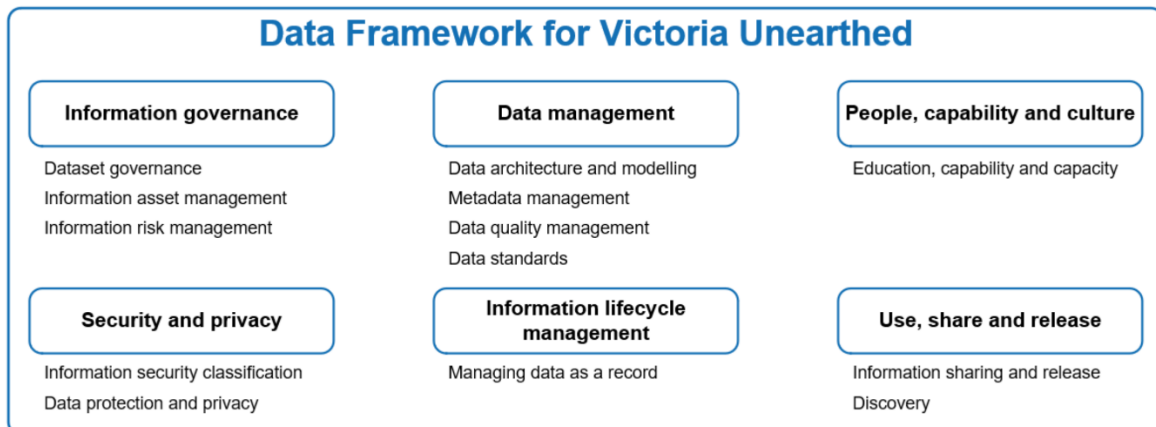 Data Framework for Victoria Unearthed
Information governance
Dataset governance
Information asset management
Information risk management
Data management
Data architecture and modelling
Metadata management
Data quality management
Data standards
People, capability and culture
Education, capability and capacity
Security and privacy
Information security classification
Data protection and privacy
Information lifecycle
management
Managing data as a record
Use, share and release
Information sharing and release
Discovery